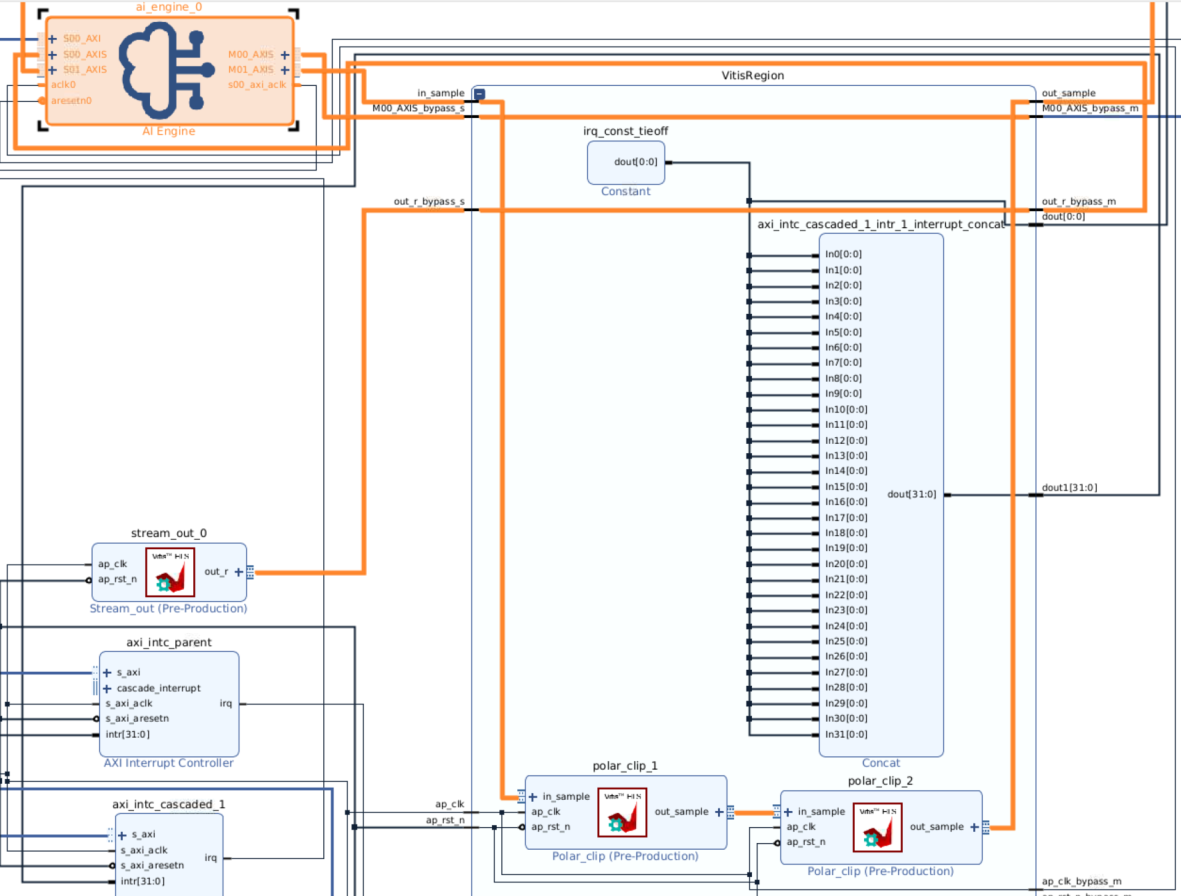 ai_engine_0
S00_AXI
S00_AXIS
S01_AXIS
aclk0
aresetn0
M00_AXIS
M01_AXIS
s00_axi_aclk
AI Engine
VitisRegion
in_sample
M00_AXIS_bypass_s
out_r_bypass_s
out_sample
M00_AXIS_bypass_m
out_r_bypass_m
dout[0:0]
irq_const_tieoff
dout[0:0]
Constant
axi_intc_cascaded_1_intr_1_interrupt_concat
In0[0:0]
In1[0:0]
In2[0:0]
In3[0:0]
In4[0:0]
In5[0:0]
In6[0:0]
In7[0:0]
In8[0:0]
In9[0:0]
In10[0:0]
In11[0:0]
In12[0:0]
In13[0:0]
In14[0:0]
In15[0:0]
In16[0:0]
In17[0:0]
In18[0:0]
In19[0:0]
In20[0:0]
In21[0:0]
In22[0:0]
In23[0:0]
In24[0:0]
In25[0:0]
In26[0:0]
In27[0:0]
In28[0:0]
In29[0:0]
In30[0:0]
In31[0:0]
dout[31:0]
Concat
dout1[31:0]
stream_out_0
ap_clk
ap_rst_n
Vitis™ HLS
out_r
Stream_out (Pre-Production)
axi_intc_parent
s_axi
cascade_interrupt
s_axi_aclk
s_axi_aresetn
intr[31:0]
irq
AXI Interrupt Controller
axi_intc_cascaded_1
s_axi
s_axi_aclk
s_axi_aresetn
intr[31:0]
irq
ap_clk
ap_rst_n
polar_clip_1
in_sample
ap_clk
ap_rst_n
Vitis™ HLS
out_sample
Polar_clip (Pre-Production)
polar_clip_2
in_sample
ap_clk
ap_rst_n
Vitis™ HLS
out_sample
Polar_clip (Pre-Production)
ap_clk_bypass_m